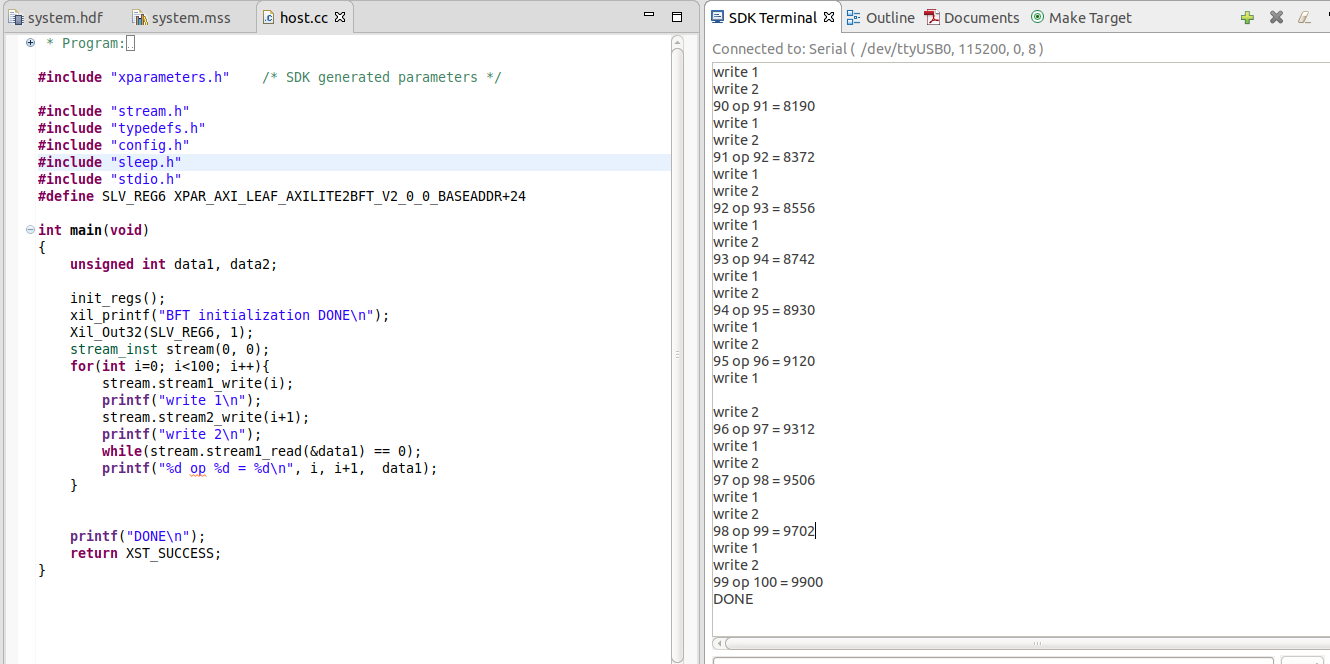 system.hdf system.mss host.cc
* Program:
#include "xparameters.h" /* SDK generated parameters */
#include "stream.h"
#include "typedefs.h"
#include "config.h"
#include "sleep.h"
#include "stdio.h"
#define SLV_REG6 XPAR_AXI_LEAF_AXILITE2BFT_V2_0_0_BASEADDR+24
int main(void)
{
unsigned int data1, data2;
init_regs();
xil_printf("BFT initialization DONE\n");
Xil_Out32(SLV_REG6, 1);
stream_inst stream(0, 0);
for(int i=0; i<100; i++){
stream.stream1_write(i);
printf("write 1\n");
stream.stream2_write(i+1);
printf("write 2\n");
while(stream.stream1_read(&data1) == 0);
printf("%d op %d = %d\n", i, i+1,  data1);
}
printf("DONE\n");
return XST_SUCCESS;
}
SDK Terminal Outline Documents Make Target
Connected to: Serial ( /dev/ttyUSB0, 115200, 0, 8 )
write 1
write 2
90 op 91 = 8190
write 1
write 2
91 op 92 = 8372
write 1
write 2
92 op 93 = 8556
write 1
write 2
93 op 94 = 8742
write 1
write 2
94 op 95 = 8930
write 1
write 2
95 op 96 = 9120
write 1
write 2
96 op 97 = 9312
write 1
write 2
97 op 98 = 9506
write 1
write 2
98 op 99 = 9702
write 1
write 2
99 op 100 = 9900
DONE